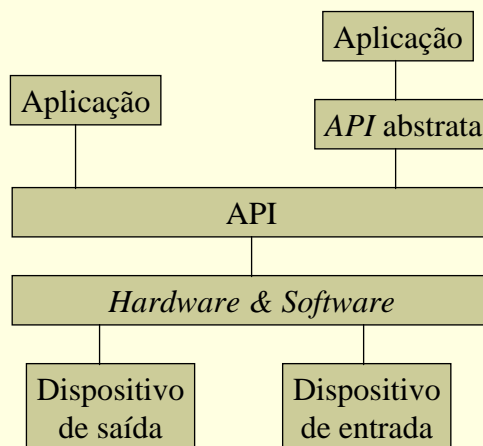 Aplicação
Aplicação
API abstrata
API
Hardware & Software
Dispositivo
de saída
Dispositivo
de entrada